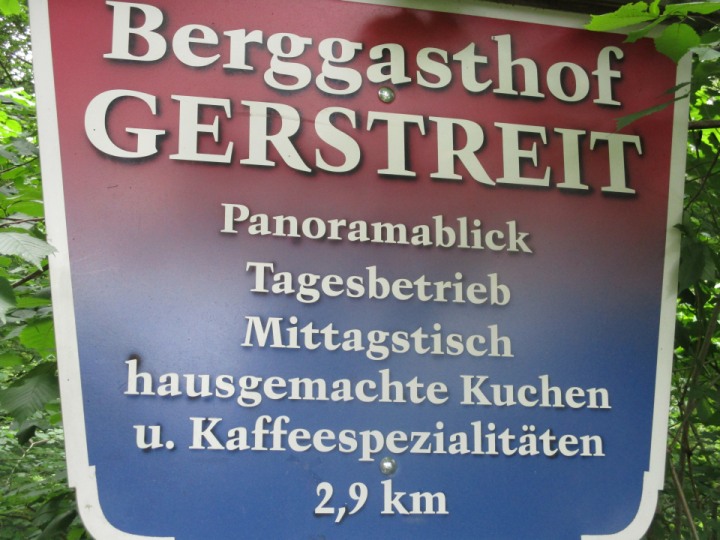 Berggasthof
GERSTREIT
Panoramablick
Tagesbetrieb
Mittagstisch
hausgemachte Kuchen
u. Kaffeespezialitäten
2,9 km